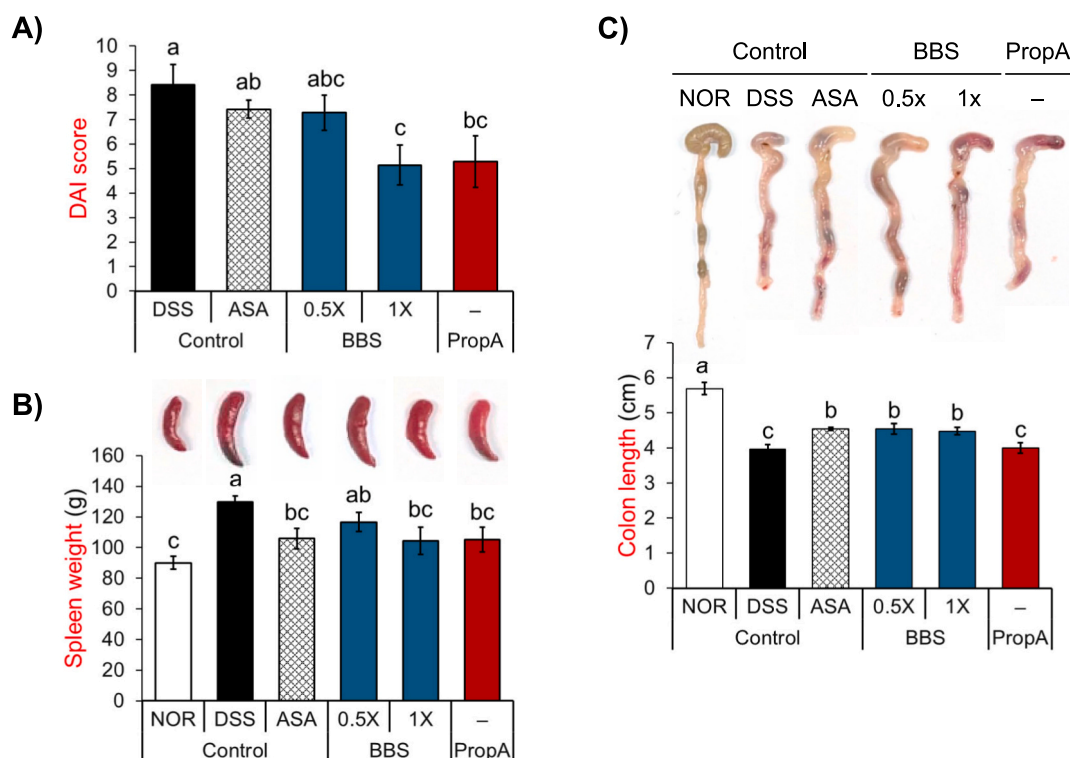 A)
DAI score
10
9
8
7
6
5
4
3
2
1
0
a
ab
abc
c
bc
DSS ASA 0.5X 1X –
Control BBS PropA
B)
Spleen weight (g)
160
140
120
100
80
60
40
20
0
c
a
bc
ab
bc
bc
NOR DSS ASA 0.5X 1X –
Control BBS PropA
C)
Control BBS PropA
NOR DSS ASA 0.5x 1x –
Colon length (cm)
7
6
5
4
3
2
1
0
a
c
b
b
b
c
NOR DSS ASA 0.5X 1X –
Control BBS PropA